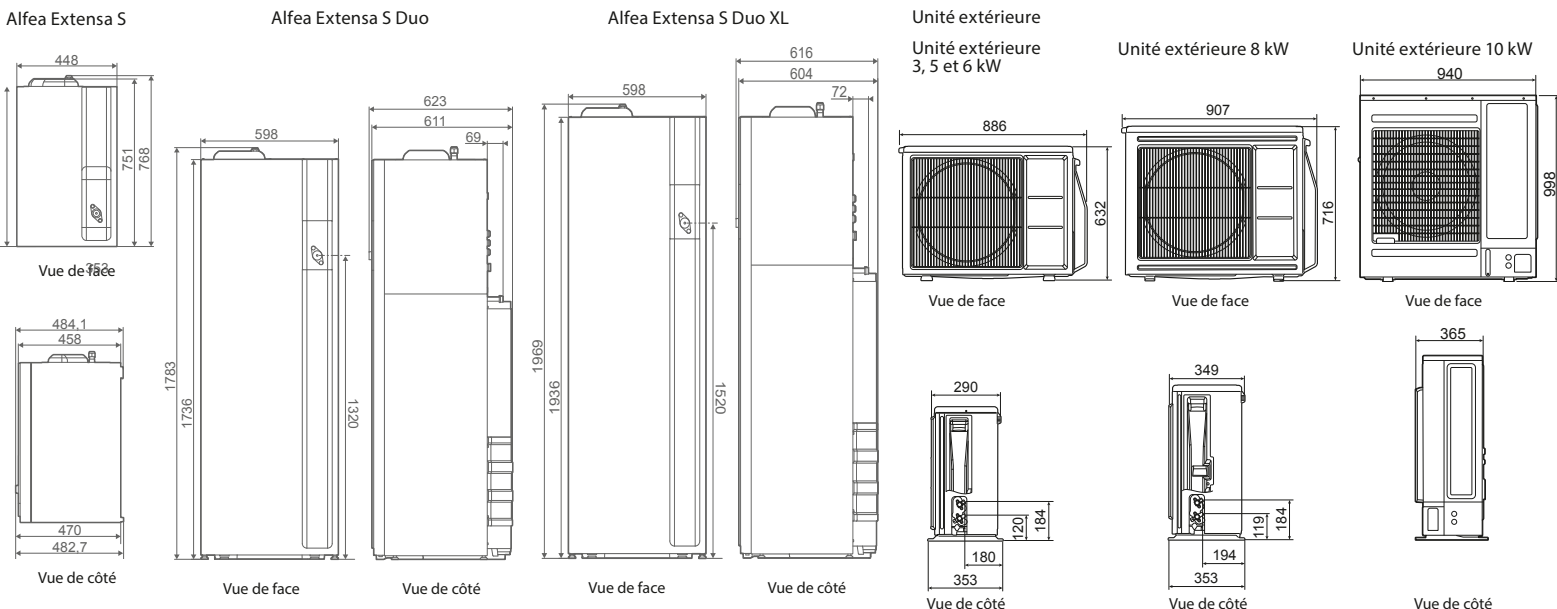 Alfea Extensa S
448
751
768
Vue de face
353
484,1
458
470
482,7
Vue de côté
Alfea Extensa S Duo
598
1783
1736
1320
Vue de face
623
611
69
Vue de côté
Alfea Extensa S Duo XL
598
1969
1936
1520
Vue de face
616
604
72
Vue de côté
Unité extérieure
Unité extérieure
3, 5 et 6 kW
886
632
Vue de face
290
120
184
180
353
Vue de côté
Unité extérieure 8 kW
907
716
Vue de face
349
119
184
194
353
Vue de côté
Unité extérieure 10 kW
940
998
Vue de face
365
Vue de côté